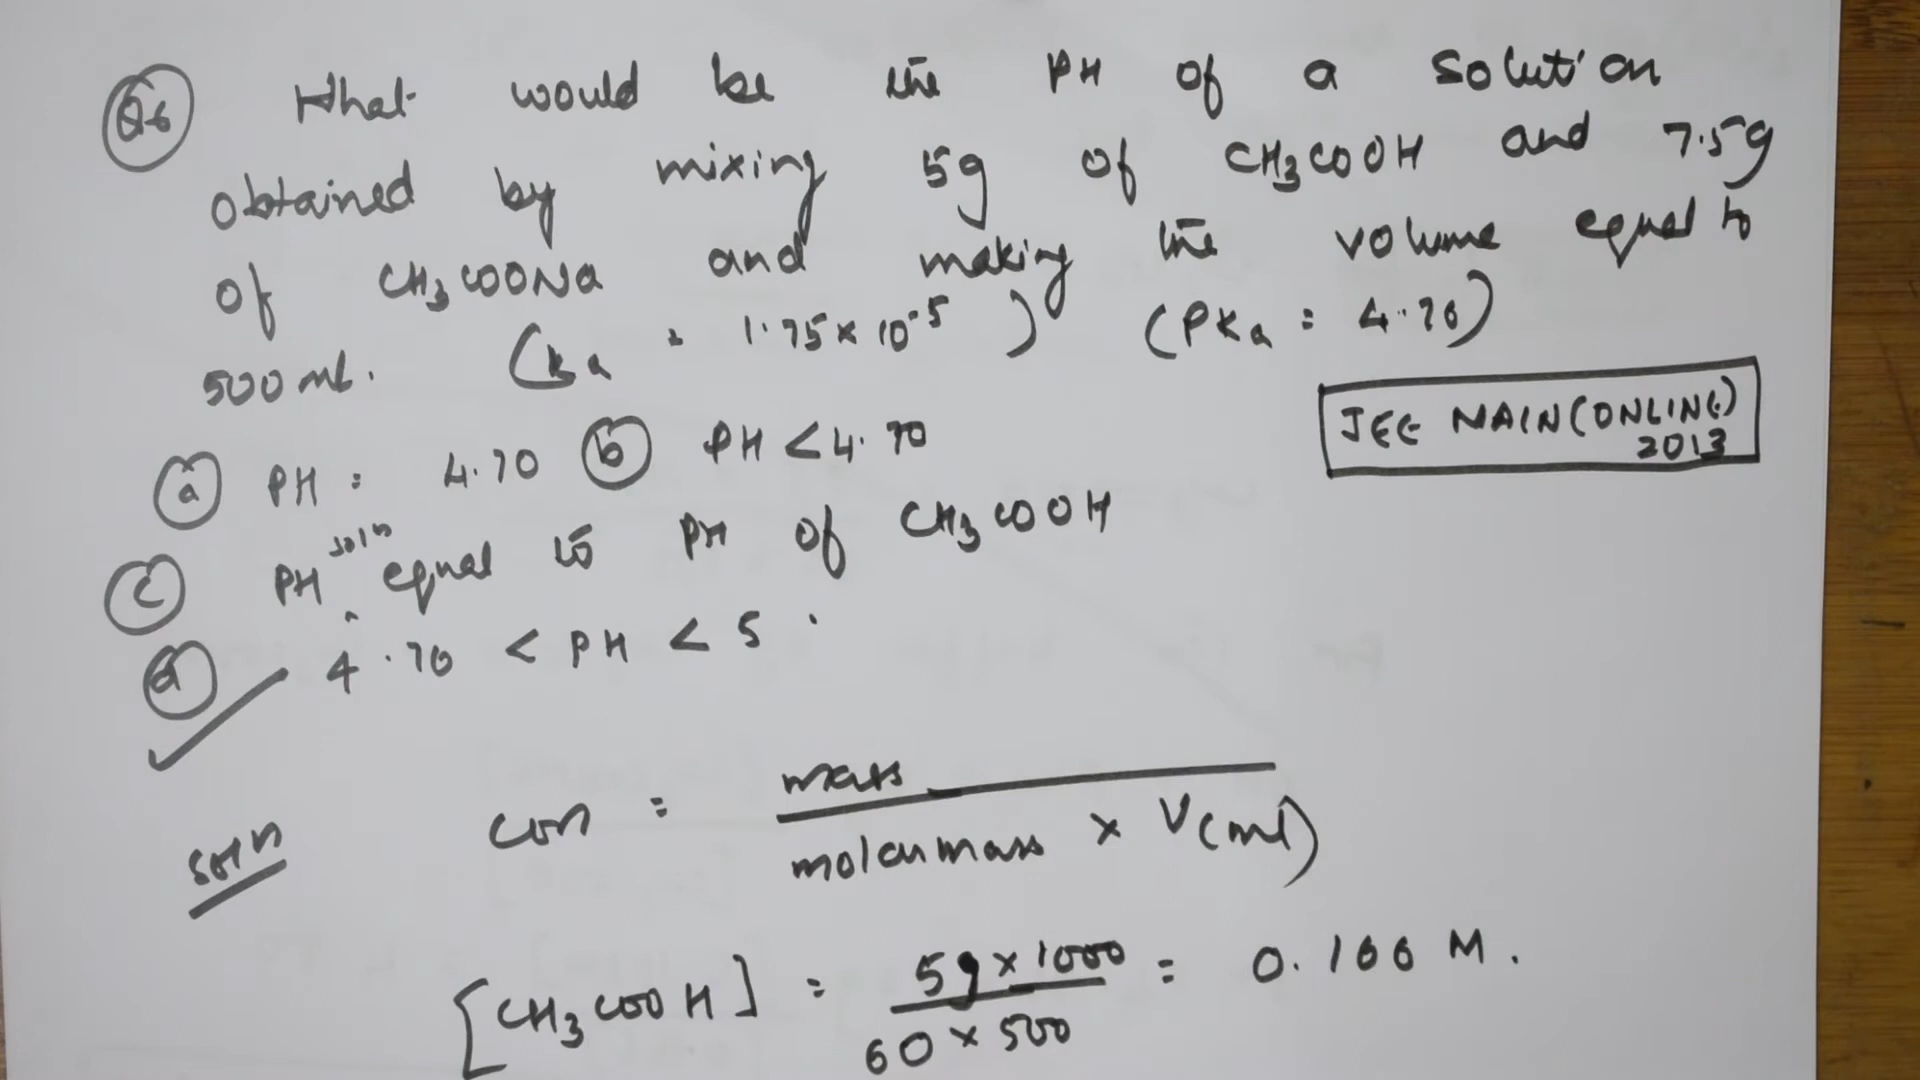 Q6 What would be the PH of a solution
obtained by mixing 5g of CH3COOH and 7.5g
of CH3COONa and making the volume equal to
500 ml. (Ka = 1.75 × 10-5) (PKa = 4.70)
JEE MAIN (ONLINE)
2013
a PH = 4.70 b PH < 4.70
c PH soln equal to PH of CH3COOH
d 4.70 < PH < 5.
Soln con = mass
molar mass × V(ml)
[CH3COOH] = 5g × 1000 = 0.166 M.
60 × 500